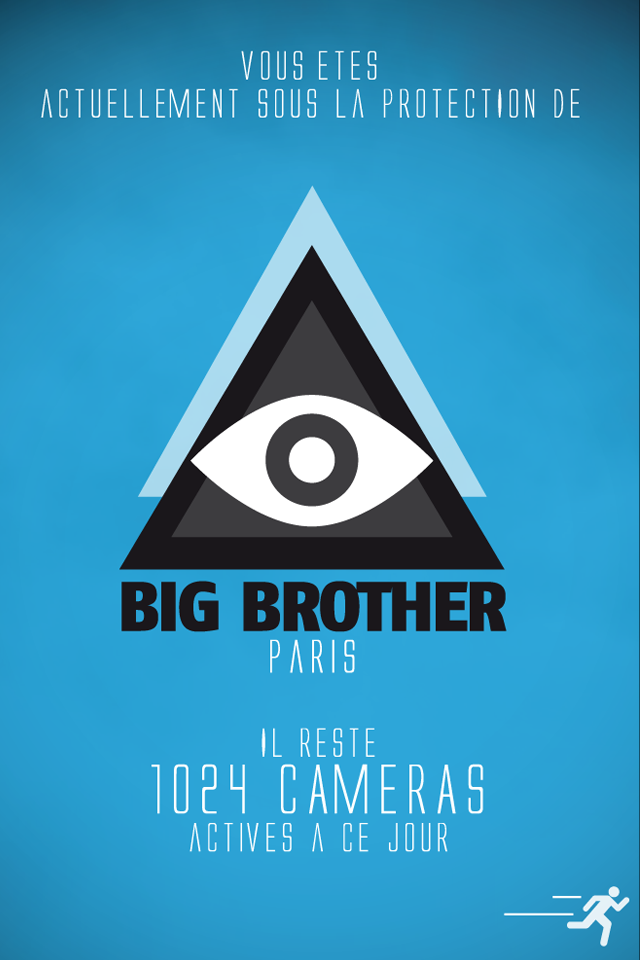 VOUS ETES
ACTUELLEMENT SOUS LA PROTECTION DE
BIG BROTHER
PARIS
IL RESTE
1024 CAMERAS
ACTIVES A CE JOUR